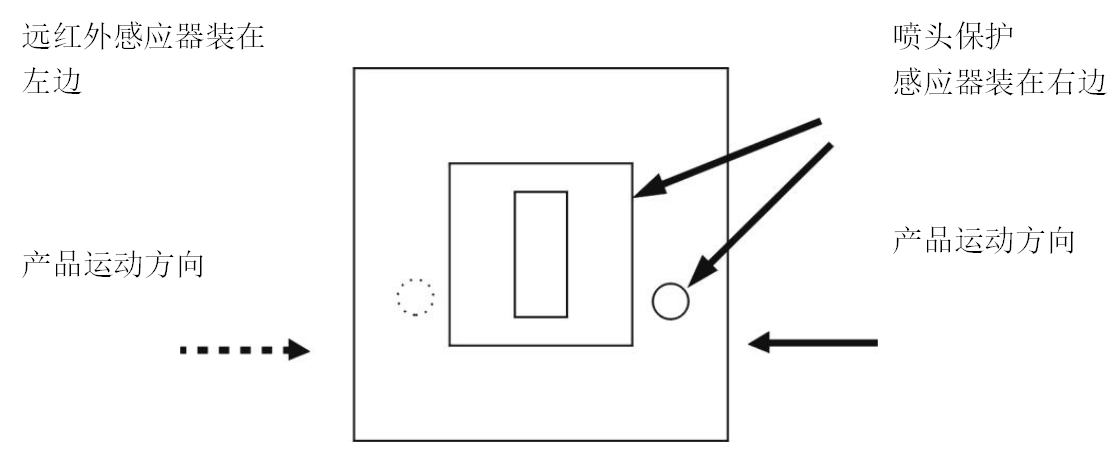 远红外感应器装在
左边
喷头保护
感应器装在右边
产品运动方向
产品运动方向